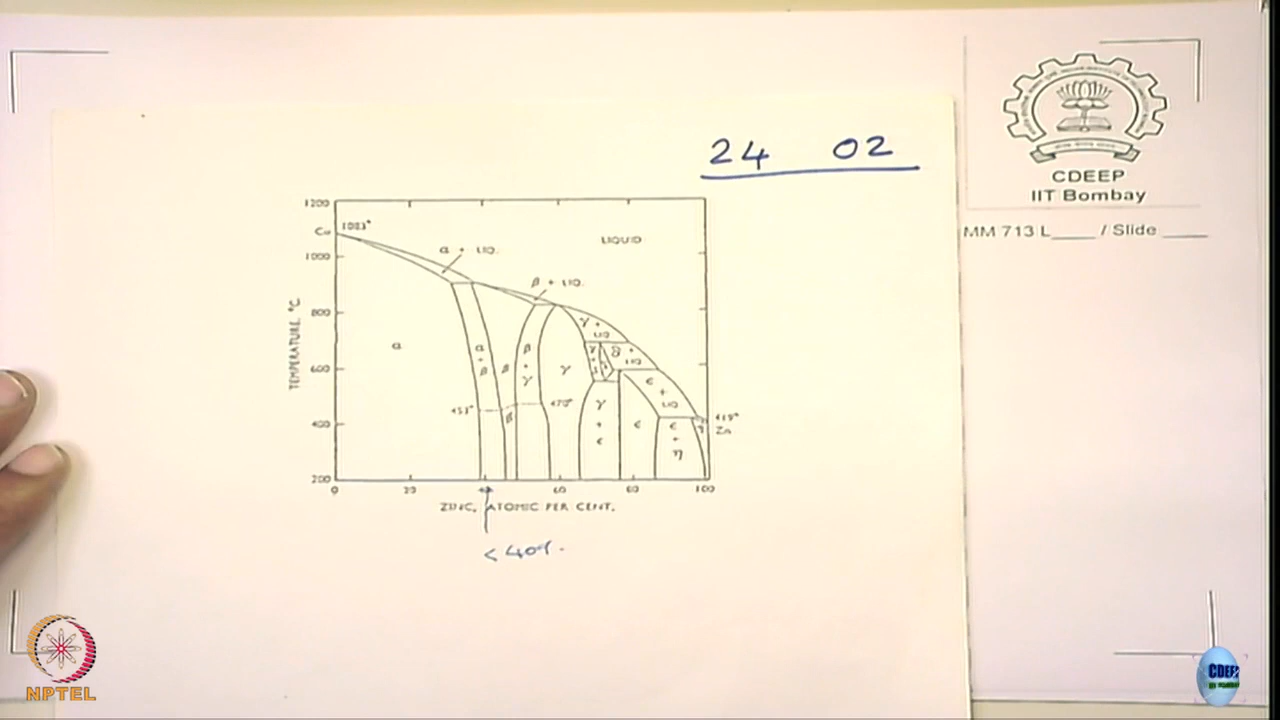 24 02
CDEEP
IIT Bombay
MM 713 L____ / Slide ____
1200
Cu 1083°
α + LIQ.
LIQUID
1000
β + LIQ.
800
γ + LIQ
TEMPERATURE. °C
α
α + β
β
β + γ
γ
δ + LIQ
600
ε + LIQ
453°
470°
β
γ + ε
ε
419°
Zn
400
ε + η
η
200
0 20 40 60 80 100
ZINC, ATOMIC PER CENT.
< 40%.
NPTEL
CDEEP